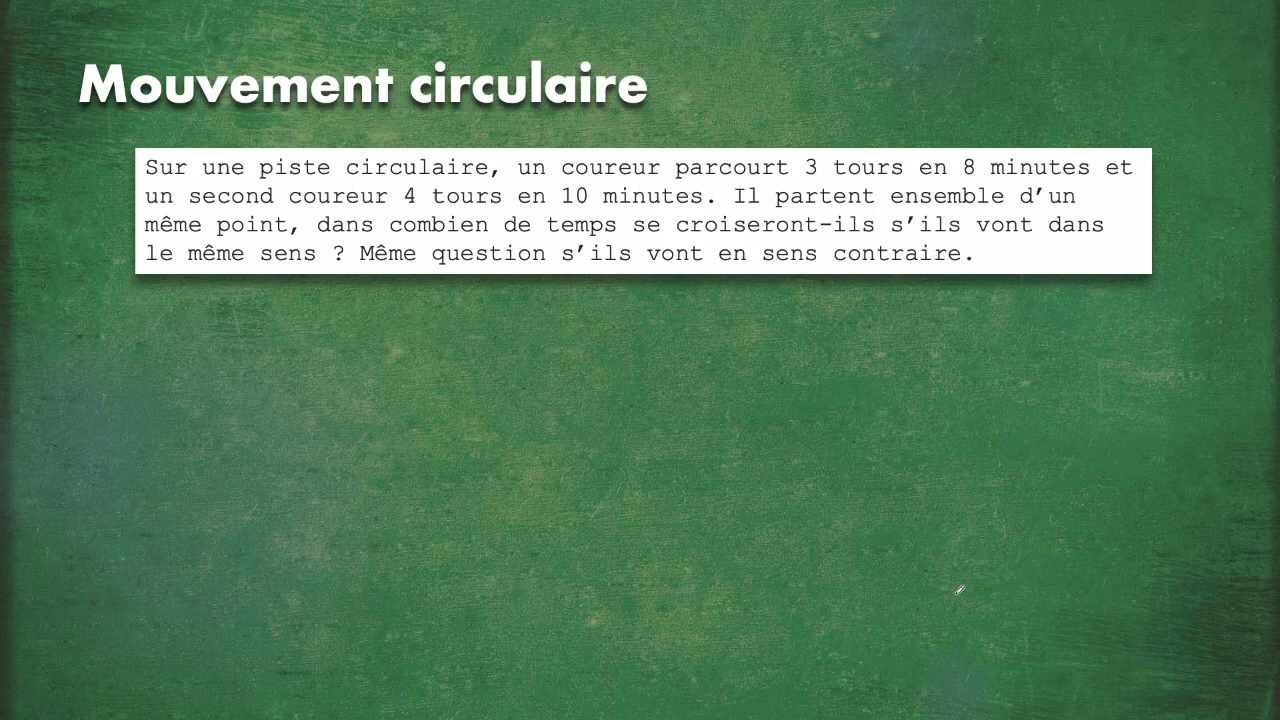 Mouvement circulaire
Sur une piste circulaire, un coureur parcourt 3 tours en 8 minutes et
un second coureur 4 tours en 10 minutes. Il partent ensemble d’un
même point, dans combien de temps se croiseront-ils s’ils vont dans
le même sens ? Même question s’ils vont en sens contraire.